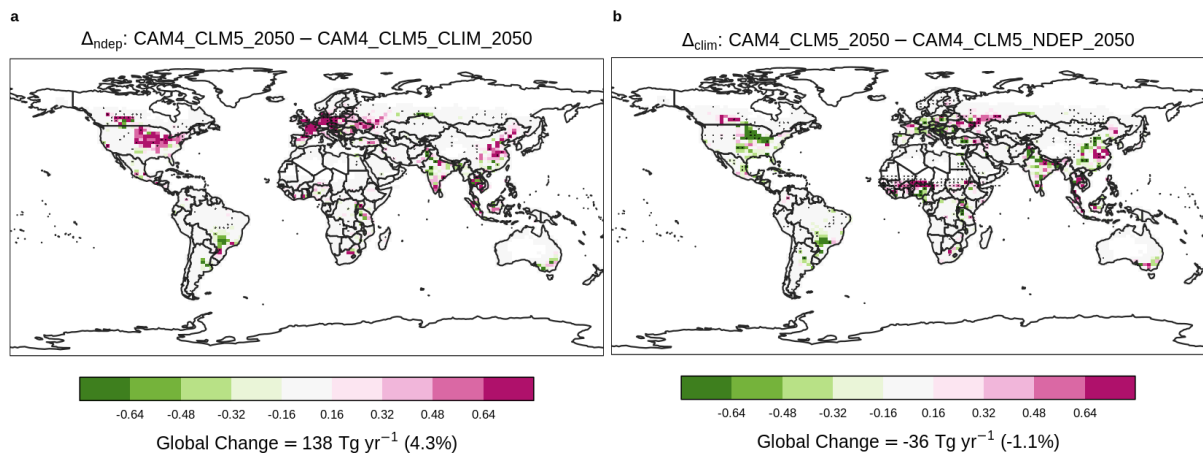 a
Δndep: CAM4_CLM5_2050 − CAM4_CLM5_CLIM_2050
-0.64 -0.48 -0.32 -0.16 0.16 0.32 0.48 0.64
Global Change = 138 Tg yr⁻¹ (4.3%)
b
Δclim: CAM4_CLM5_2050 − CAM4_CLM5_NDEP_2050
-0.64 -0.48 -0.32 -0.16 0.16 0.32 0.48 0.64
Global Change = -36 Tg yr⁻¹ (-1.1%)